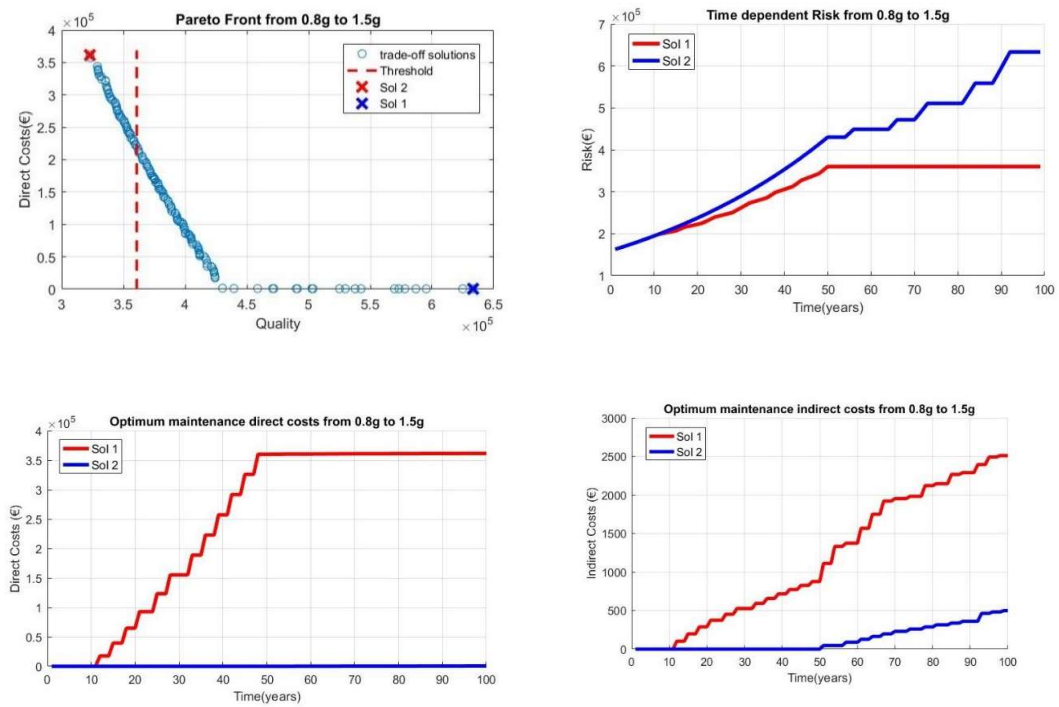 Pareto Front from 0.8g to 1.5g
×10⁵
4
3.5
3
2.5
2
1.5
1
0.5
0
Direct Costs(€)
trade-off solutions
Threshold
Sol 2
Sol 1
3 3.5 4 4.5 5 5.5 6 6.5
Quality
×10⁵
Time dependent Risk from 0.8g to 1.5g
×10⁵
7
6
5
4
3
2
1
Risk(€)
Sol 1
Sol 2
0 10 20 30 40 50 60 70 80 90 100
Time(years)
Optimum maintenance direct costs from 0.8g to 1.5g
×10⁵
4
3.5
3
2.5
2
1.5
1
0.5
0
Direct Costs (€)
Sol 1
Sol 2
0 10 20 30 40 50 60 70 80 90 100
Time(years)
Optimum maintenance indirect costs from 0.8g to 1.5g
3000
2500
2000
1500
1000
500
0
Indirect Costs (€)
Sol 1
Sol 2
0 10 20 30 40 50 60 70 80 90 100
Time(years)